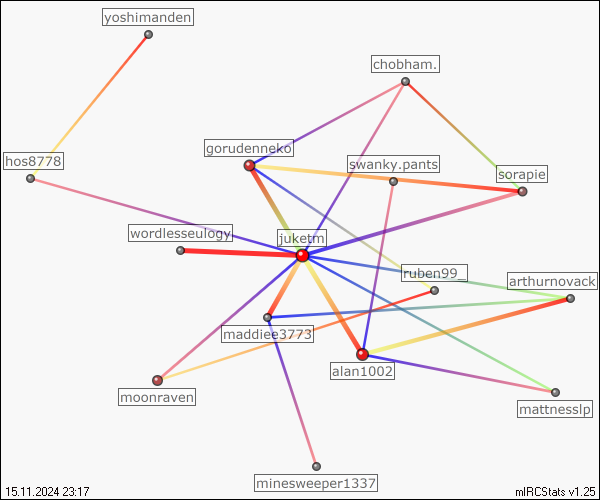 yoshimanden
chobham.
gorudenneko
swanky.pants
hos8778
sorapie
wordlesseulogy
juketm
ruben99_
arthurnovack
maddiee3773
alan1002
moonraven
mattnesslp
minesweeper1337
15.11.2024 23:17
mIRCStats v1.25